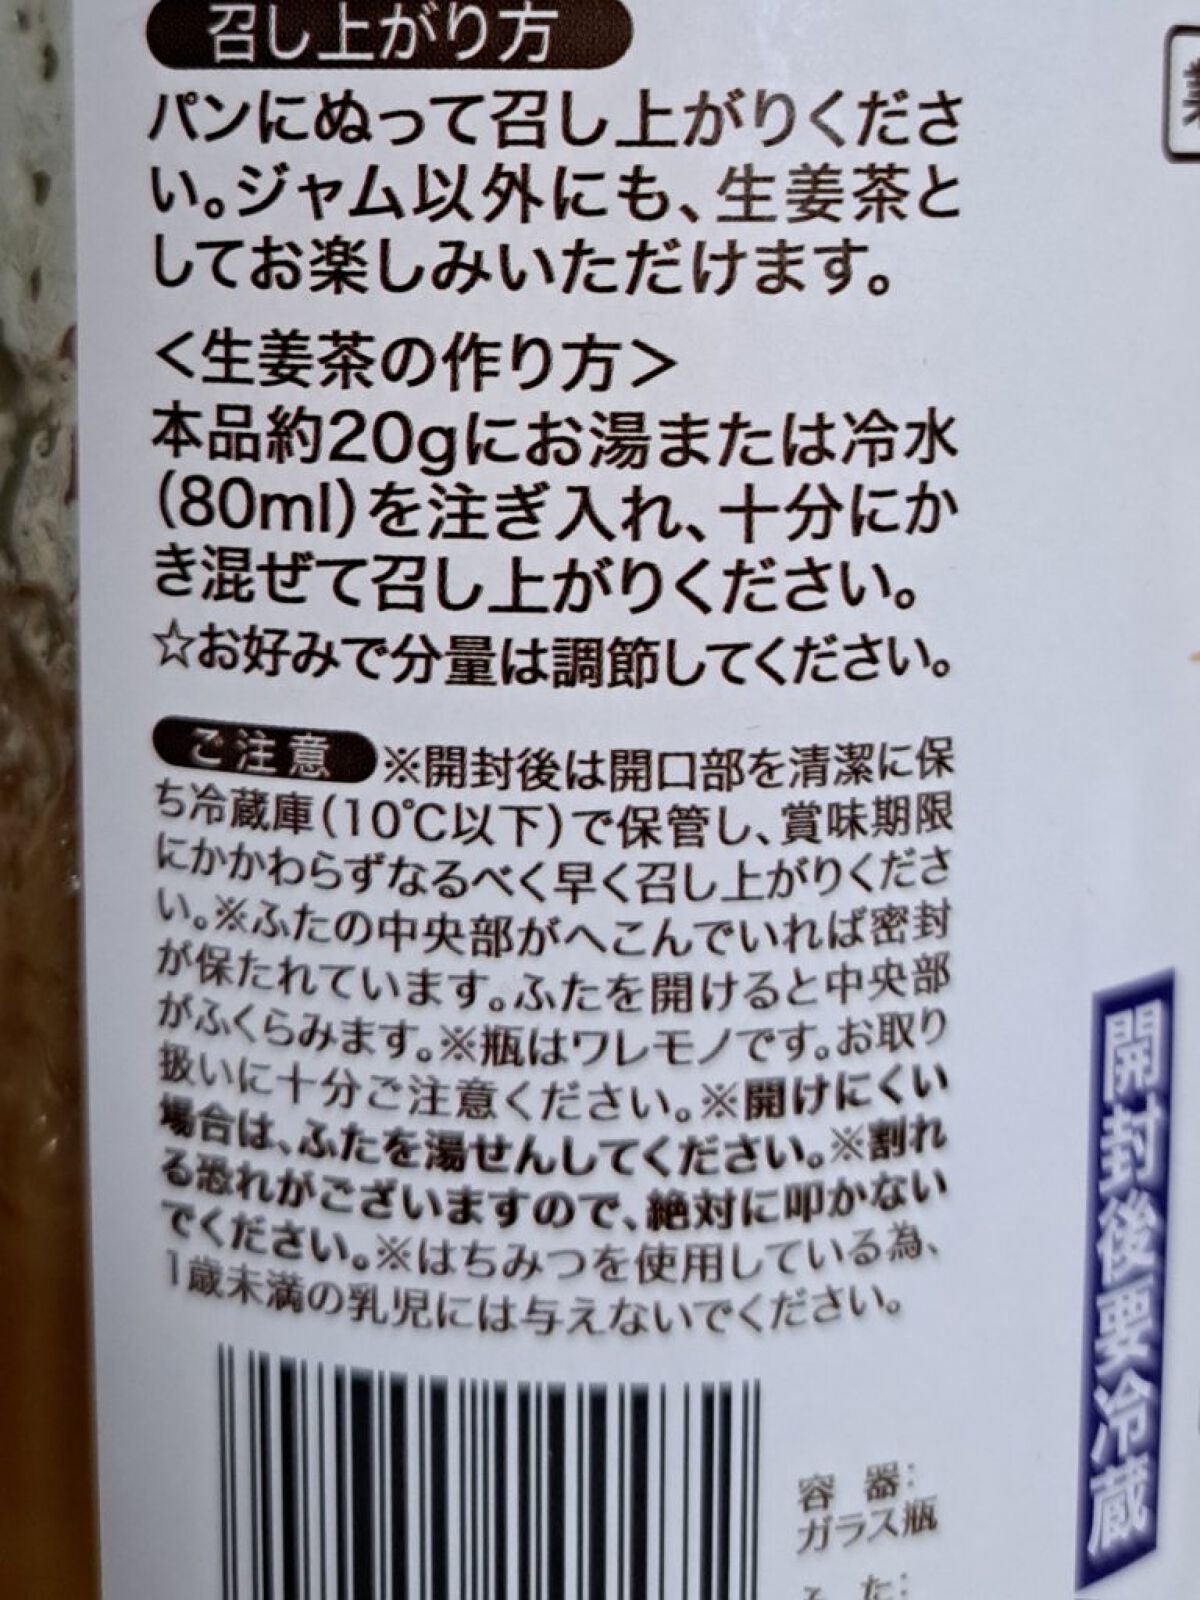 召し上がり方
パンにぬって召し上がりくださ
い。ジャム以外にも、生姜茶と
してお楽しみいただけます。
＜生姜茶の作り方＞
本品約20gにお湯または冷水
(80ml)を注ぎ入れ、十分にか
き混ぜて召し上がりください。
☆お好みで分量は調節してください。
ご注意 ※開封後は開口部を清潔に保
ち冷蔵庫(10℃以下)で保管し、賞味期限
にかかわらずなるべく早く召し上がりくださ
い。※ふたの中央部がへこんでいれば密封
が保たれています。ふたを開けると中央部
がふくらみます。※瓶はワレモノです。お取り
扱いに十分ご注意ください。※開けにくい
場合は、ふたを湯せんしてください。※割れ
る恐れがございますので、絶対に叩かない
でください。※はちみつを使用している為、
1歳未満の乳児には与えないでください。
容器:
ガラス瓶
ふた:
開封後要冷蔵